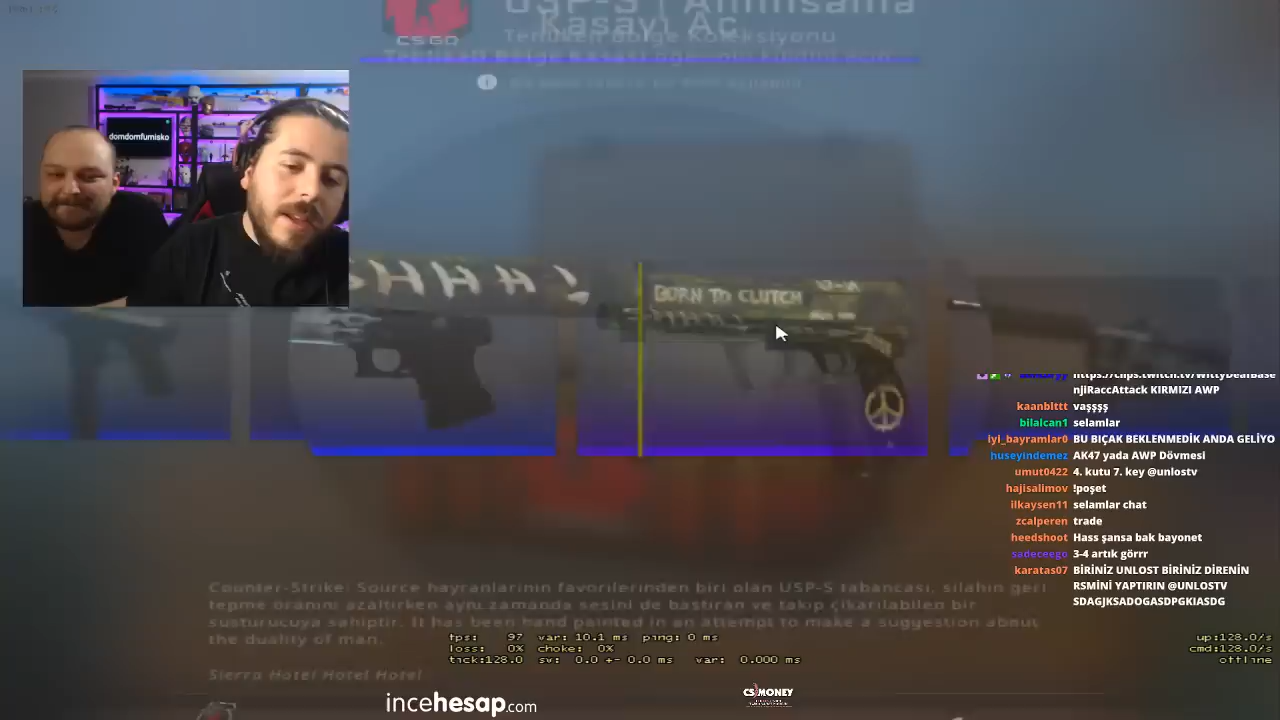 USP-S | Anımsama
Kasayı Aç
CS:GO
domdomfumisko
HHH!
BORN TO CLUTCH
https://clips.twitch.tv/WittyDeafBase
njiRaccAttack KIRMIZI AWP
kaanblttt vaşşşş
bilalcan1 selamlar
iyi_bayramlar0 BU BIÇAK BEKLENMEDİK ANDA GELİYO
huseyindemez AK47 yada AWP Dövmesi
umut0422 4. kutu 7. key @unlostv
hajisalimov !poşet
ilkaysen11 selamlar chat
zcalperen trade
heedshoot Hass şansa bak bayonet
sadeceego 3-4 artık görrr
karatas07 BİRİNİZ UNLOST BİRİNİZ DİRENİN
RSMİNİ YAPTIRIN @UNLOSTV
SDAGJKSADOGASDPGKIASDG
Counter-Strike: Source hayranlarının favorilerinden biri olan USP-S tabancası, silahın geri
tepme oranını azaltırken aynı zamanda sesini de bastıran ve takıp çıkarılabilen bir
susturucuya sahiptir. It has been hand painted in an attempt to make a suggestion about
the duality of man.
Sierra Hotel Hotel Hotel
fps: 97 var: 10.1 ms ping: 0 ms
loss: 0% choke: 0%
tick:128.0 sv: 0.0 +- 0.0 ms var: 0.000 ms
up:128.0/s
cmd:128.0/s
offline
incehesap.com
CS.MONEY